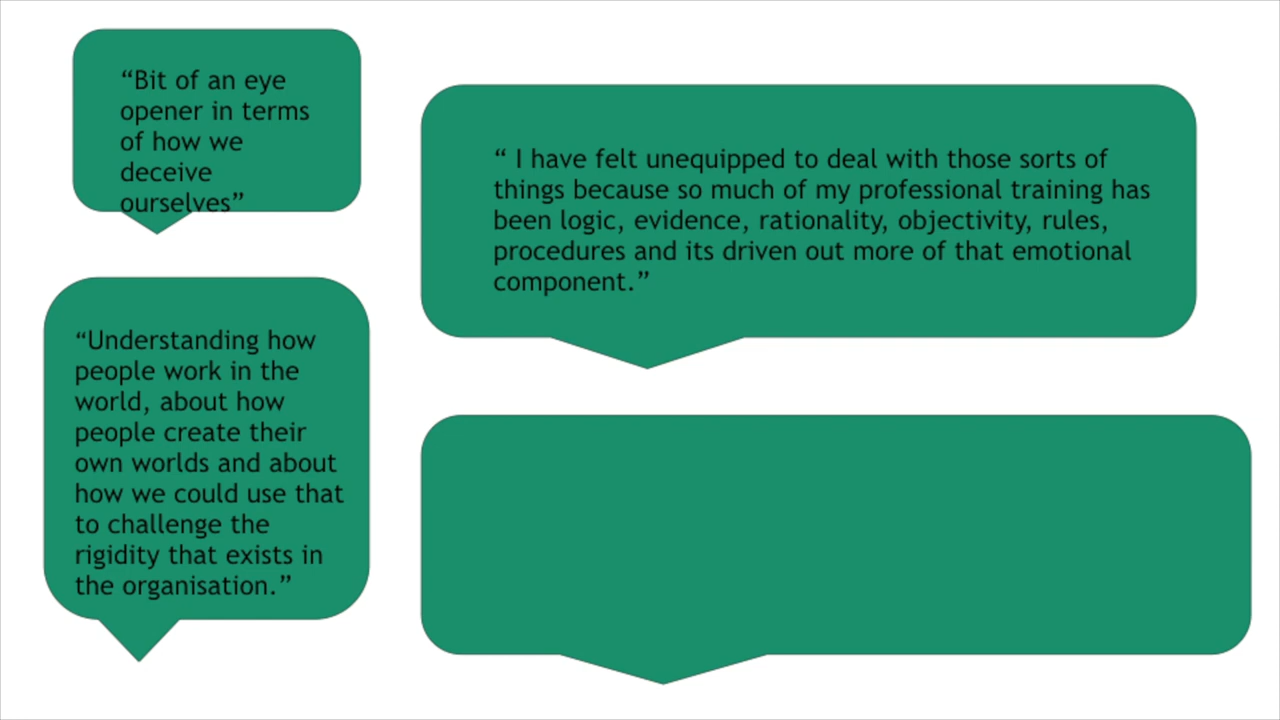 “Bit of an eye
opener in terms
of how we
deceive
ourselves”
“ I have felt unequipped to deal with those sorts of
things because so much of my professional training has
been logic, evidence, rationality, objectivity, rules,
procedures and its driven out more of that emotional
component.”
“Understanding how
people work in the
world, about how
people create their
own worlds and about
how we could use that
to challenge the
rigidity that exists in
the organisation.”